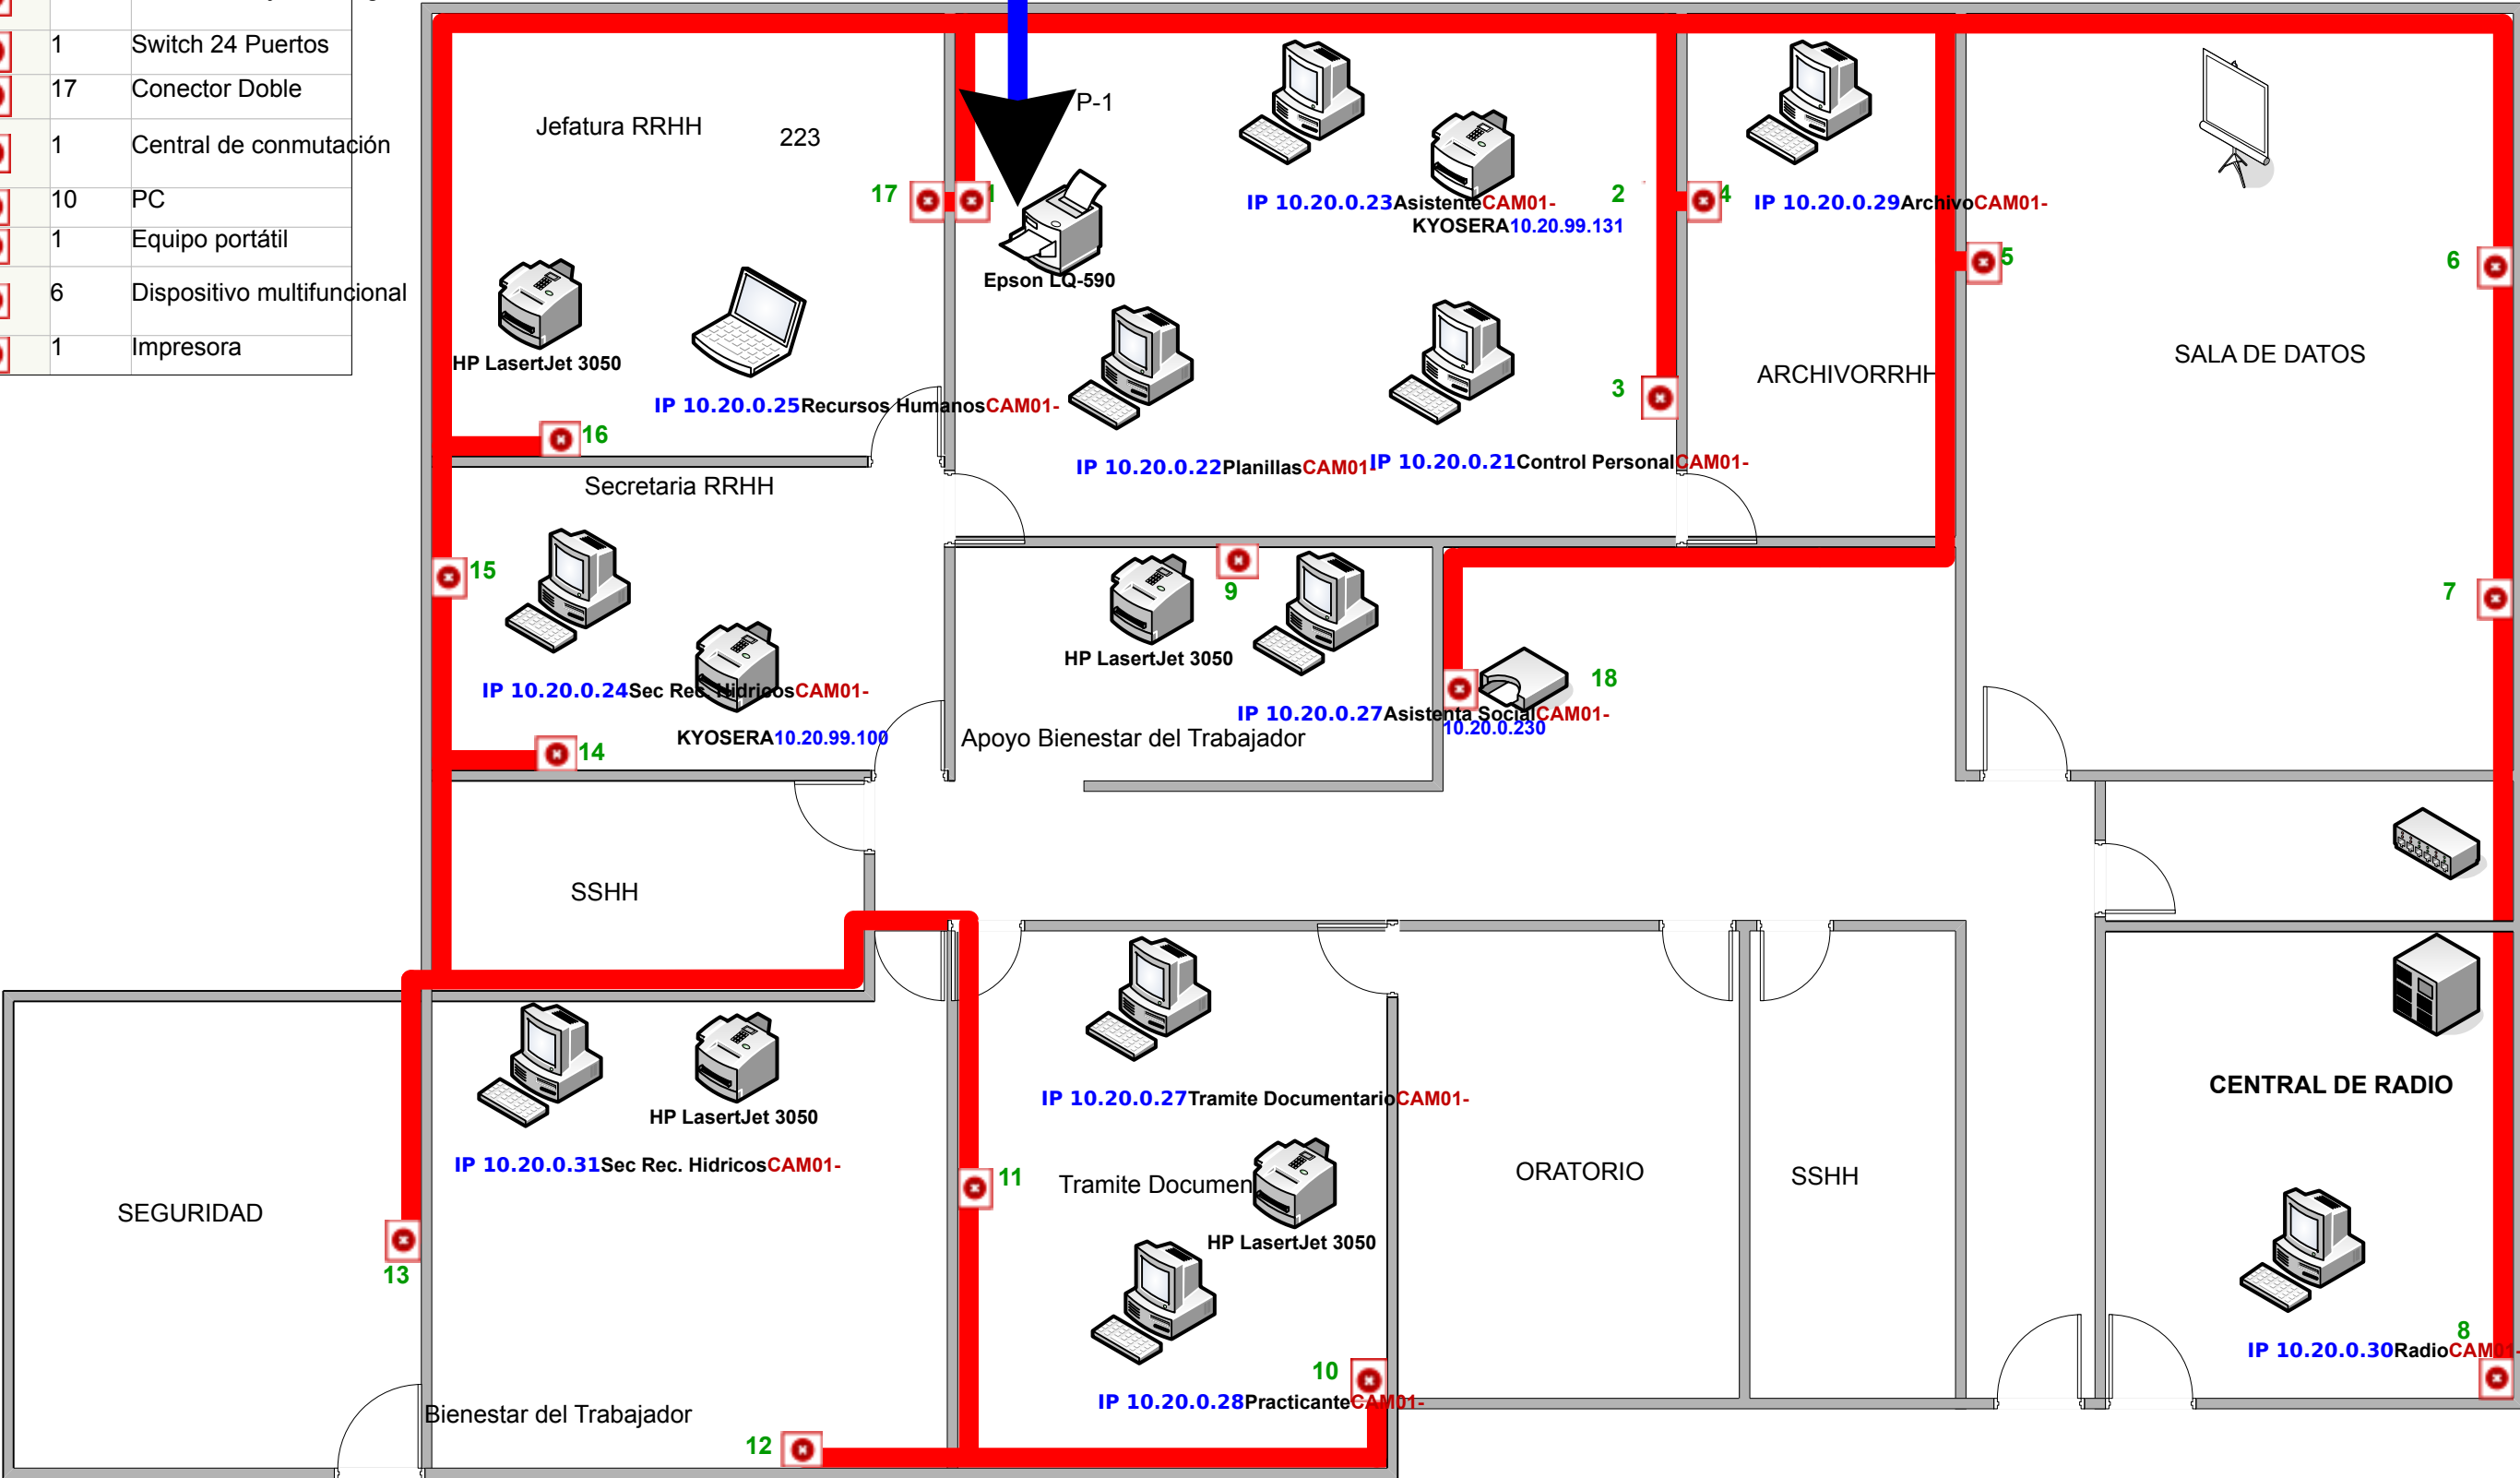 1 Switch 24 Puertos
17 Conector Doble
1 Central de conmutación
10 PC
1 Equipo portátil
6 Dispositivo multifuncional
1 Impresora
P-1
Jefatura RRHH
223
17
1
2
4
IP 10.20.0.23AsistenteCAM01-
KYOSERA10.20.99.131
IP 10.20.0.29ArchivoCAM01-
5
6
Epson LQ-590
HP LasertJet 3050
SALA DE DATOS
ARCHIVORRHH
3
IP 10.20.0.25Recursos HumanosCAM01-
16
IP 10.20.0.22PlanillasCAM01-
IP 10.20.0.21Control PersonalCAM01-
Secretaria RRHH
15
9
7
HP LasertJet 3050
18
IP 10.20.0.24Sec Rec. HidricosCAM01-
IP 10.20.0.27Asistenta SocialCAM01-
10.20.0.230
KYOSERA10.20.99.100
Apoyo Bienestar del Trabajador
14
SSHH
CENTRAL DE RADIO
IP 10.20.0.27Tramite DocumentarioCAM01-
HP LasertJet 3050
IP 10.20.0.31Sec Rec. HidricosCAM01-
11
Tramite Documen
ORATORIO
SSHH
SEGURIDAD
HP LasertJet 3050
13
8
IP 10.20.0.30RadioCAM01-
10
IP 10.20.0.28PracticanteCAM01-
Bienestar del Trabajador
12